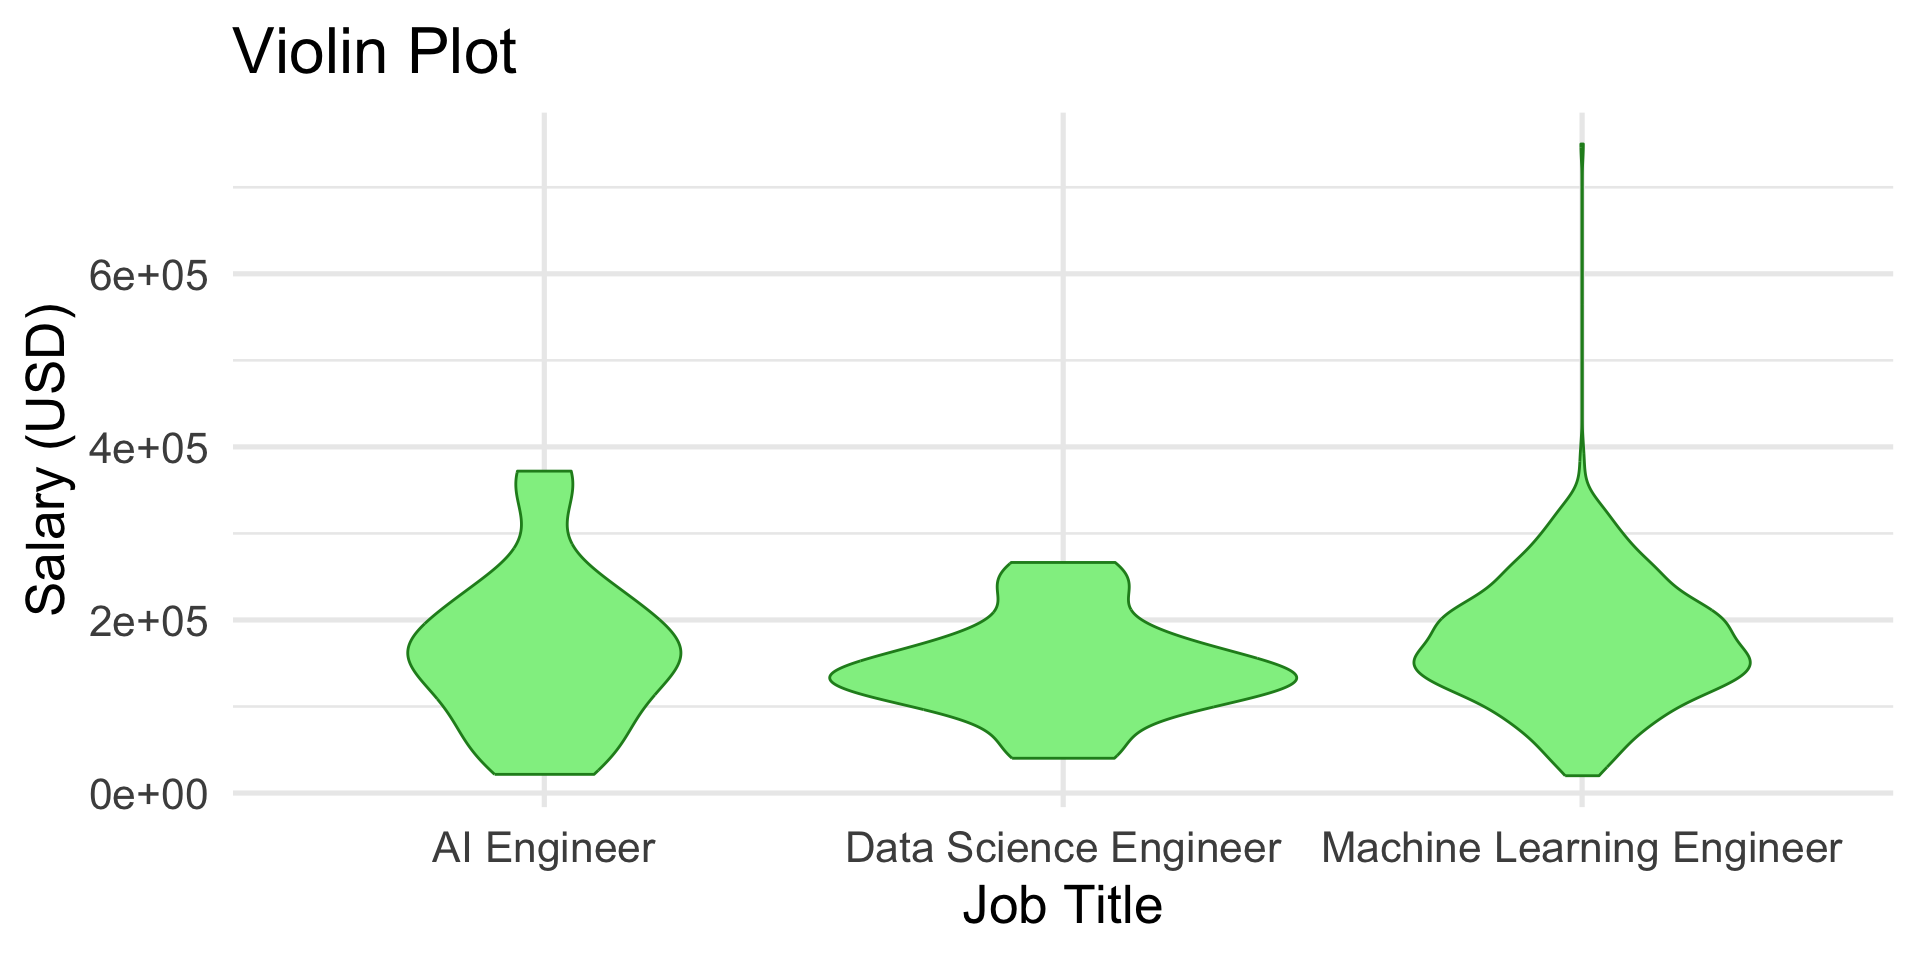 Violin Plot
Salary (USD)
6e+05
4e+05
2e+05
0e+00
AI Engineer
Data Science Engineer
Machine Learning Engineer
Job Title